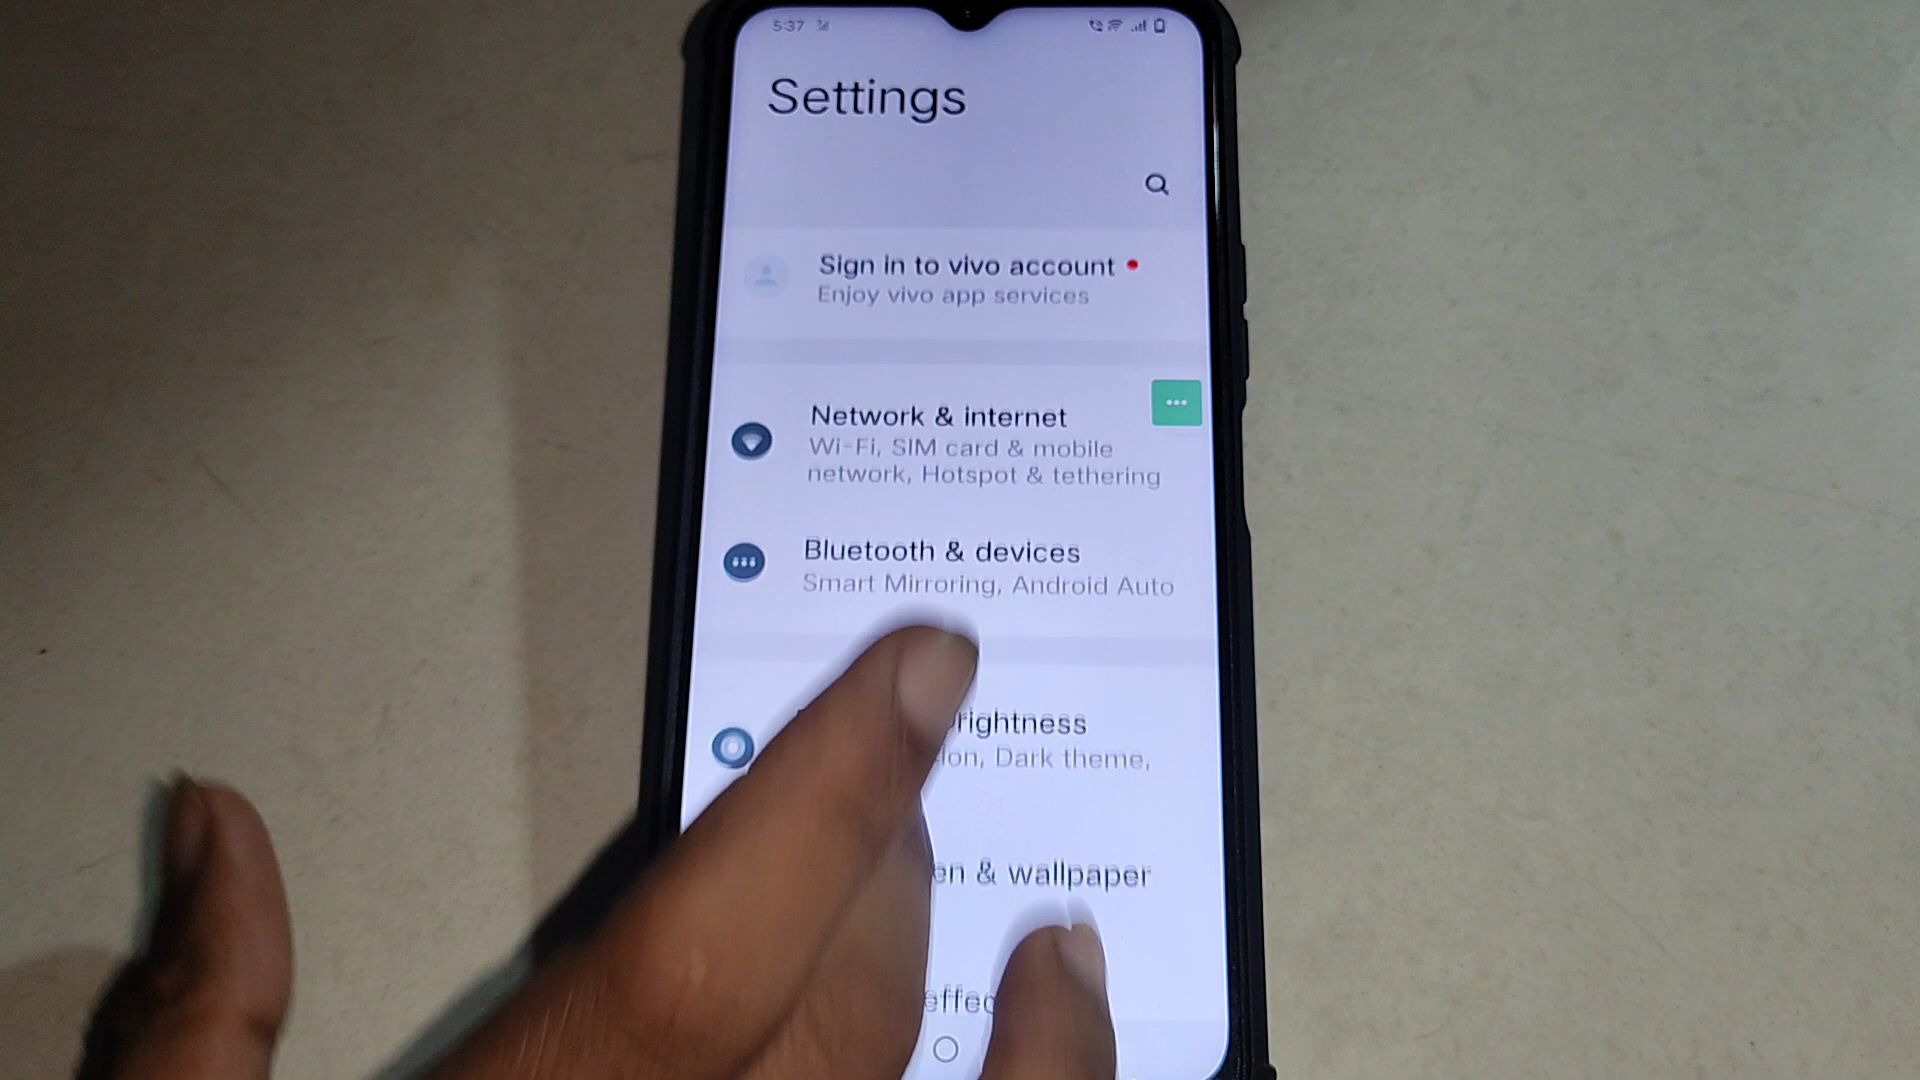 5:37
Settings
Sign in to vivo account
Enjoy vivo app services
Network & internet
Wi-Fi, SIM card & mobile
network, Hotspot & tethering
Bluetooth & devices
Smart Mirroring, Android Auto
rightness
ion, Dark theme,
en & wallpaper
effec